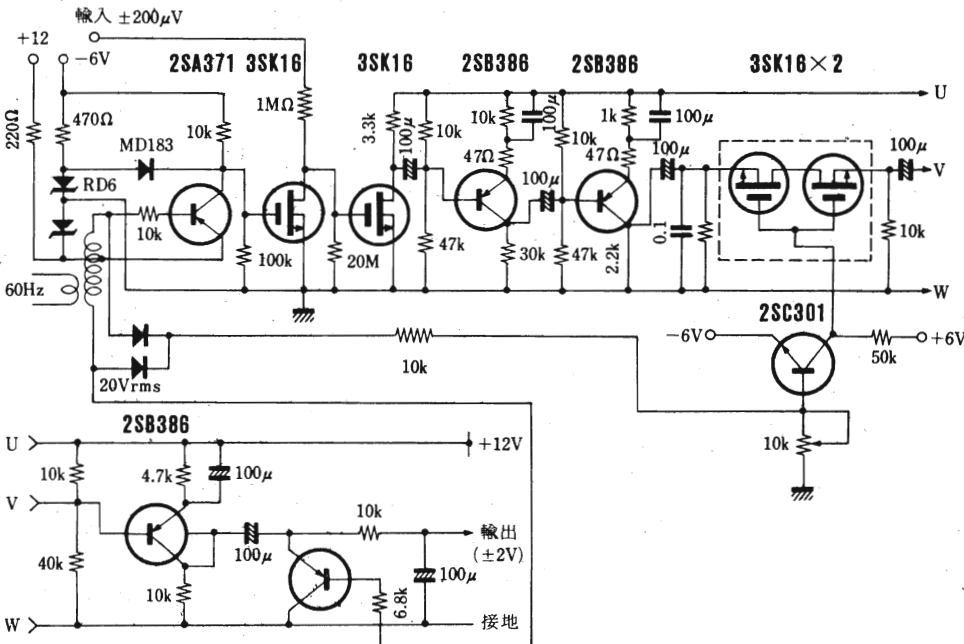 輸入 ±200μV
+12
-6V
2SA371
3SK16
3SK16
2SB386
2SB386
3SK16×2
220Ω
470Ω
MD183
10k
1MΩ
3.3k
100μ
10k
10k
100μ
47Ω
10k
1k
100μ
47Ω
100μ
100μ
U
V
RD6
10k
100k
20M
47k
100μ
30k
47k
2.2k
0.1
10k
60Hz
W
2SC301
-6V
+6V
50k
10k
20Vrms
10k
2SB386
U
+12V
10k
4.7k
100μ
V
10k
輸出
(±2V)
100μ
40k
10k
6.8k
100μ
W
接地